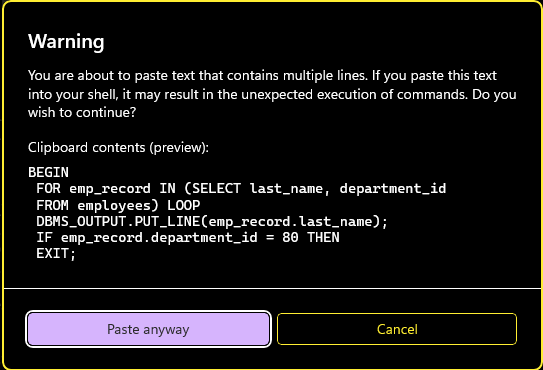 Warning
You are about to paste text that contains multiple lines. If you paste this text
into your shell, it may result in the unexpected execution of commands. Do you
wish to continue?
Clipboard contents (preview):
BEGIN
FOR emp_record IN (SELECT last_name, department_id
FROM employees) LOOP
DBMS_OUTPUT.PUT_LINE(emp_record.last_name);
IF emp_record.department_id = 80 THEN
EXIT;
Paste anyway
Cancel